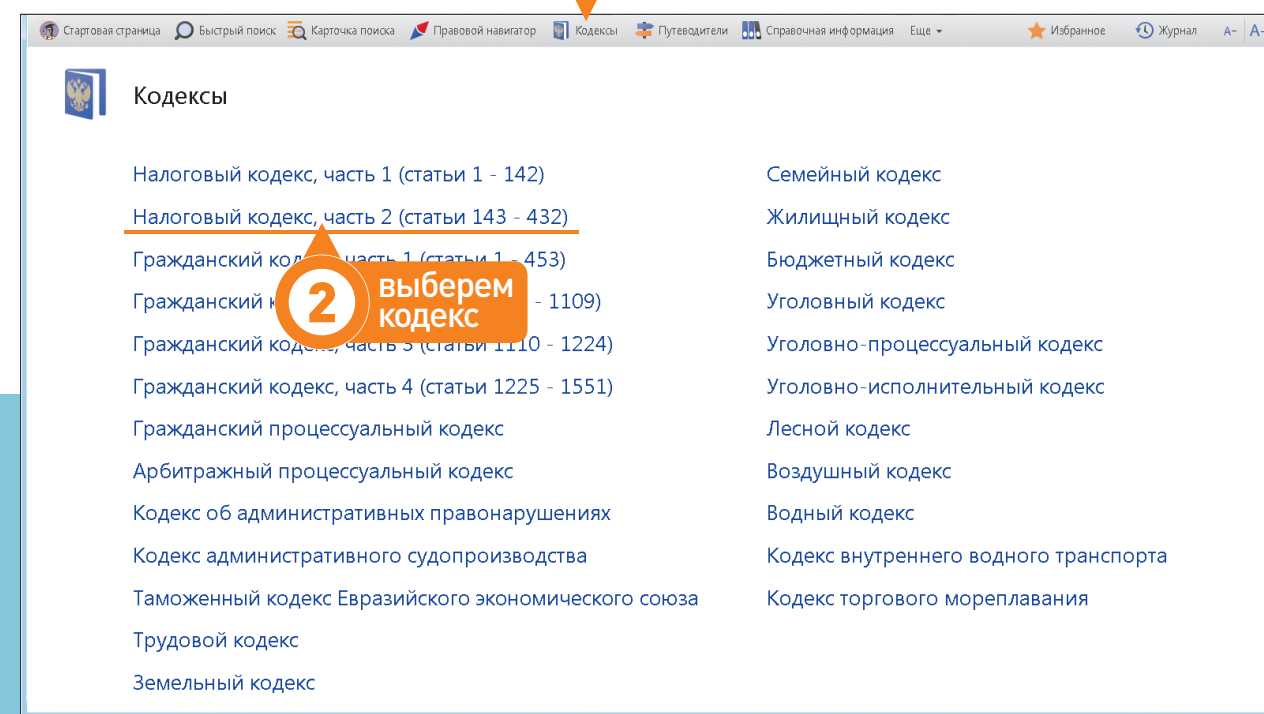 Стартовая страница Быстрый поиск Карточка поиска Правовой навигатор Кодексы Путеводители Справочная информация Еще Избранное Журнал А− А
Кодексы
Налоговый кодекс, часть 1 (статьи 1 - 142)
Налоговый кодекс, часть 2 (статьи 143 - 432)
Гражданский часть 1 (статьи 1 - 453)
Гражданский - 1109)
Гражданский кодекс, часть 3 (статьи 1110 - 1224)
Гражданский кодекс, часть 4 (статьи 1225 - 1551)
Гражданский процессуальный кодекс
Арбитражный процессуальный кодекс
Кодекс об административных правонарушениях
Кодекс административного судопроизводства
Таможенный кодекс Евразийского экономического союза
Трудовой кодекс
Земельный кодекс
Семейный кодекс
Жилищный кодекс
Бюджетный кодекс
Уголовный кодекс
Уголовно-процессуальный кодекс
Уголовно-исполнительный кодекс
Лесной кодекс
Воздушный кодекс
Водный кодекс
Кодекс внутреннего водного транспорта
Кодекс торгового мореплавания
2
выберем
кодекс